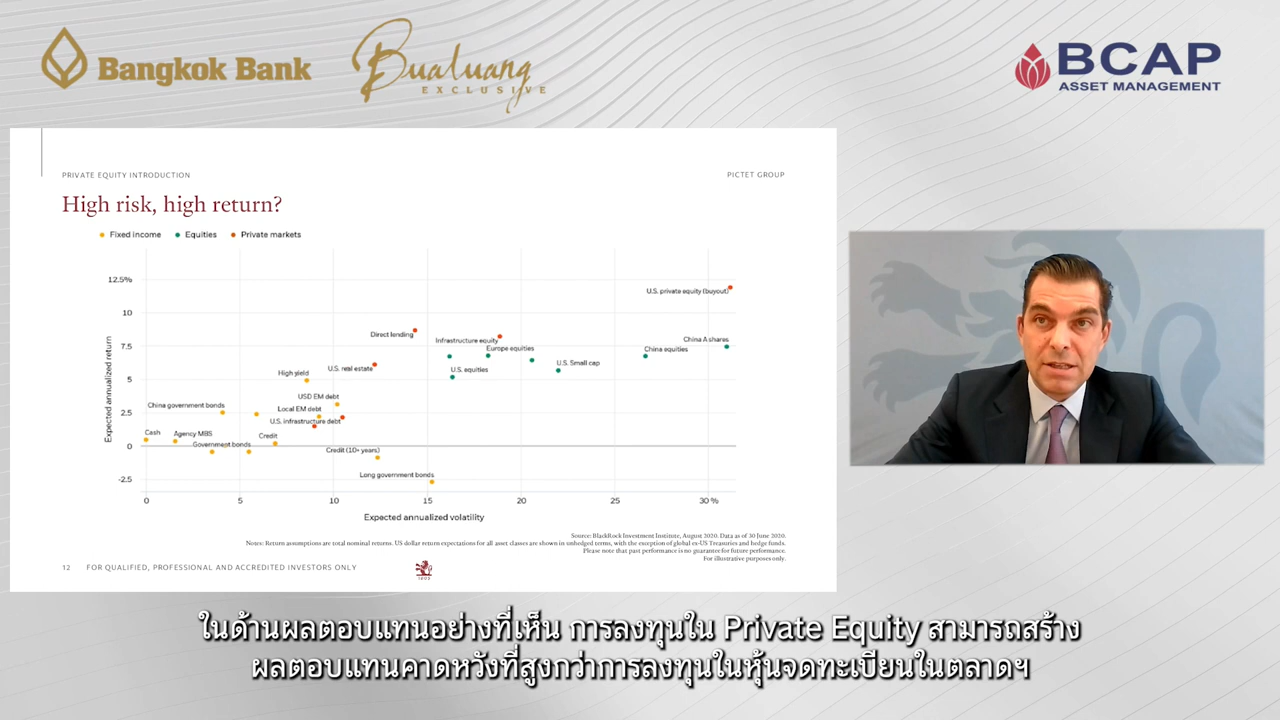 Bangkok Bank
Bualuang
EXCLUSIVE
BCAP
ASSET MANAGEMENT
PRIVATE EQUITY INTRODUCTION
PICTET GROUP
High risk, high return?
Fixed income
Equities
Private markets
Expected annualized return
12.5%
10
7.5
5
2.5
0
-2.5
U.S. private equity (buyout)
Direct lending
Infrastructure equity
China A shares
Europe equities
China equities
U.S. real estate
U.S. equities
U.S. Small cap
High yield
USD EM debt
China government bonds
Local EM debt
U.S. infrastructure debt
Cash
Agency MBS
Credit
Government bonds
Credit (10+ years)
Long government bonds
0 5 10 15 20 25 30 %
Expected annualized volatility
Source: BlackRock Investment Institute, August 2020. Data as of 30 June 2020.
Notes: Return assumptions are total nominal returns. US dollar return expectations for all asset classes are shown in unhedged terms, with the exception of global ex-US Treasuries and hedge funds.
Please note that past performance is no guarantee for future performance.
For illustrative purposes only.
12 FOR QUALIFIED, PROFESSIONAL AND ACCREDITED INVESTORS ONLY
1805
ในด้านผลตอบแทนอย่างที่เห็น การลงทุนใน Private Equity สามารถสร้าง
ผลตอบแทนคาดหวังที่สูงกว่าการลงทุนในหุ้นจดทะเบียนในตลาดฯ